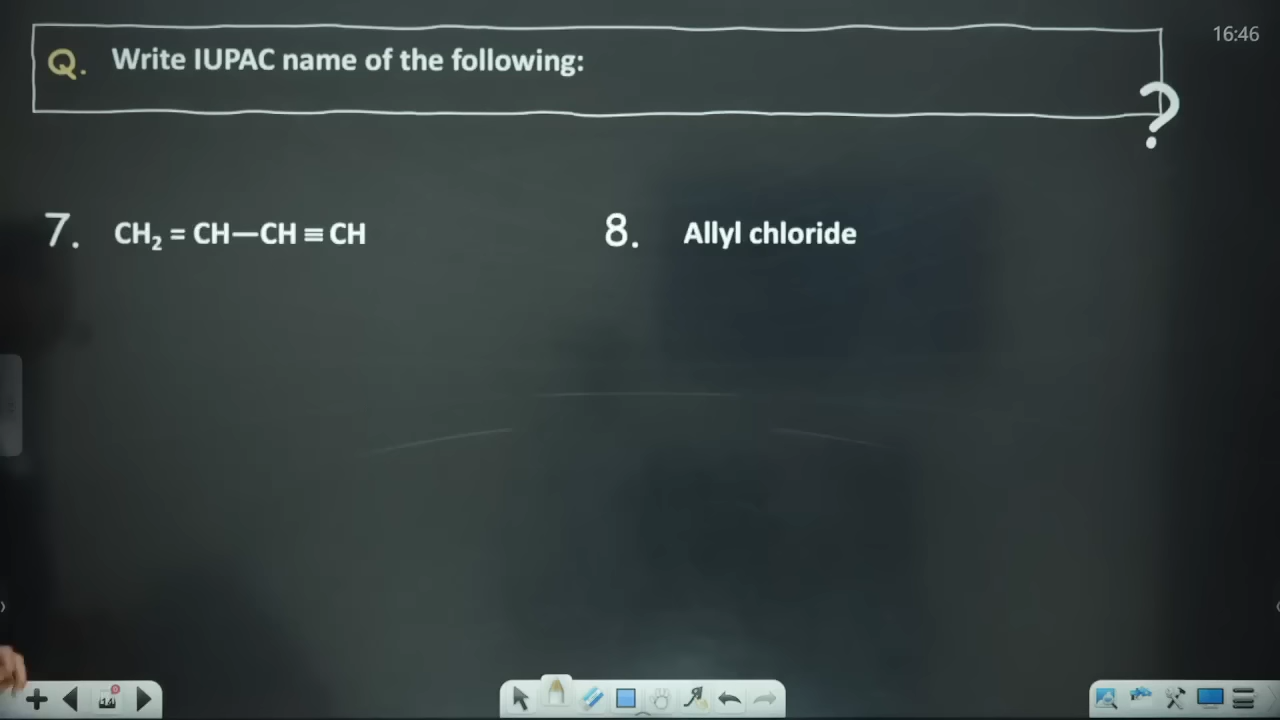 16:46
Q. Write IUPAC name of the following:
?
7. CH₂ = CH—CH ≡ CH
8. Allyl chloride